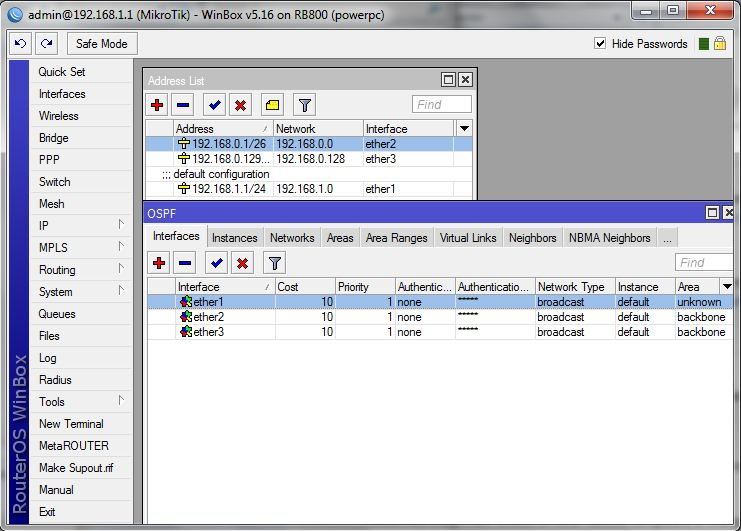 admin@192.168.1.1 (MikroTik) - WinBox v5.16 on RB800 (powerpc)
Safe Mode
Hide Passwords
Quick Set
Interfaces
Wireless
Bridge
PPP
Switch
Mesh
IP
MPLS
Routing
System
Queues
Files
Log
Radius
Tools
New Terminal
MetaROUTER
Make Supout.rif
Manual
Exit
RouterOS WinBox
Address List
Find
Address Network Interface
192.168.0.1/26 192.168.0.0 ether2
192.168.0.129... 192.168.0.128 ether3
;;; default configuration
192.168.1.1/24 192.168.1.0 ether1
OSPF
Interfaces Instances Networks Areas Area Ranges Virtual Links Neighbors NBMA Neighbors ...
Find
Interface Cost Priority Authentic... Authenticatio... Network Type Instance Area
ether1 10 1 none ***** broadcast default unknown
ether2 10 1 none ***** broadcast default backbone
ether3 10 1 none ***** broadcast default backbone